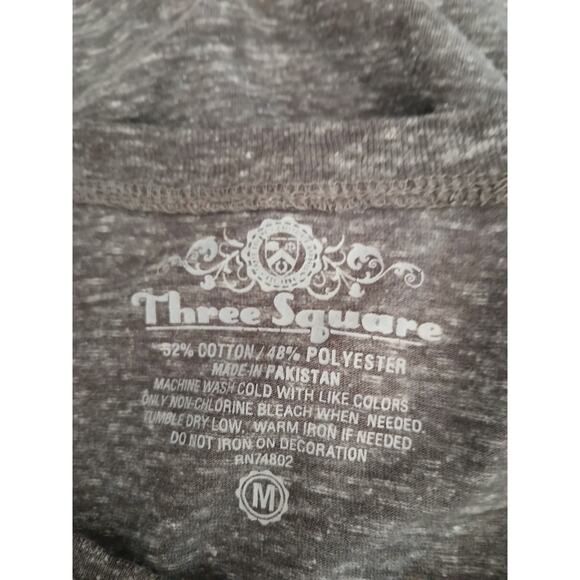 Three Square
52% COTTON / 48% POLYESTER
MADE IN PAKISTAN
MACHINE WASH COLD WITH LIKE COLORS
ONLY NON-CHLORINE BLEACH WHEN NEEDED.
TUMBLE DRY LOW, WARM IRON IF NEEDED
DO NOT IRON ON DECORATION
RN74802
M